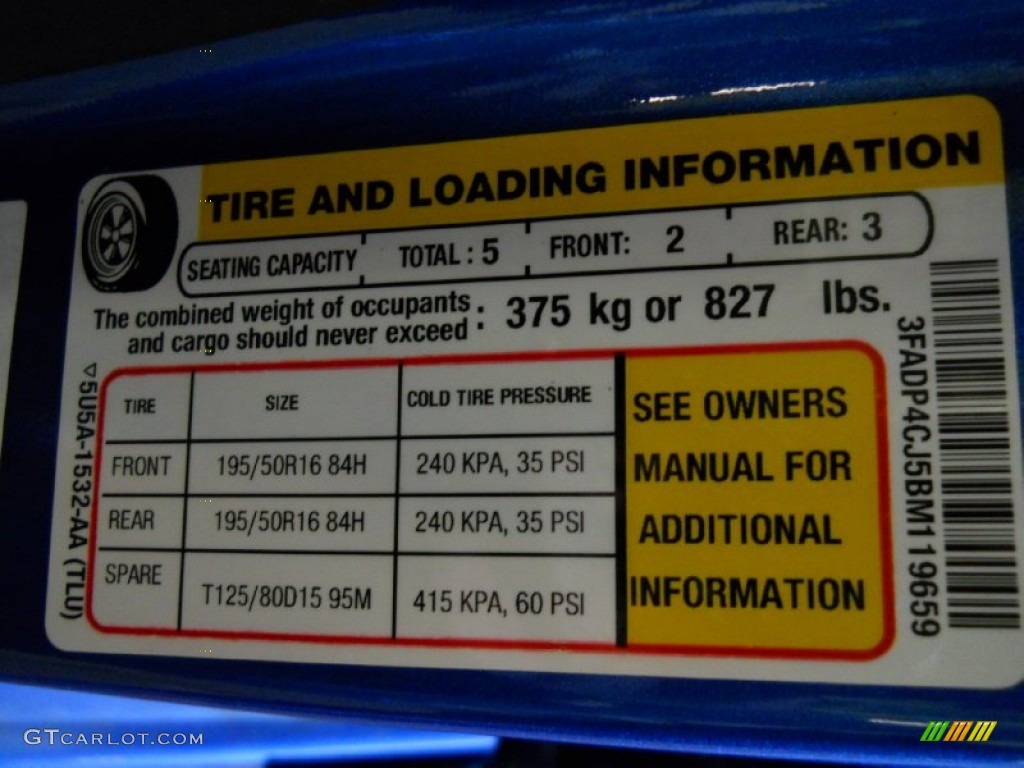 TIRE AND LOADING INFORMATION
SEATING CAPACITY TOTAL : 5 FRONT: 2 REAR: 3
The combined weight of occupants
and cargo should never exceed : 375 kg or 827 lbs.
TIRE SIZE COLD TIRE PRESSURE
FRONT 195/50R16 84H 240 KPA, 35 PSI
REAR 195/50R16 84H 240 KPA, 35 PSI
SPARE T125/80D15 95M 415 KPA, 60 PSI
SEE OWNERS
MANUAL FOR
ADDITIONAL
INFORMATION
▽5U5A-1532-AA (TLU)
3FADP4CJ5BM119659
GTCARLOT.COM